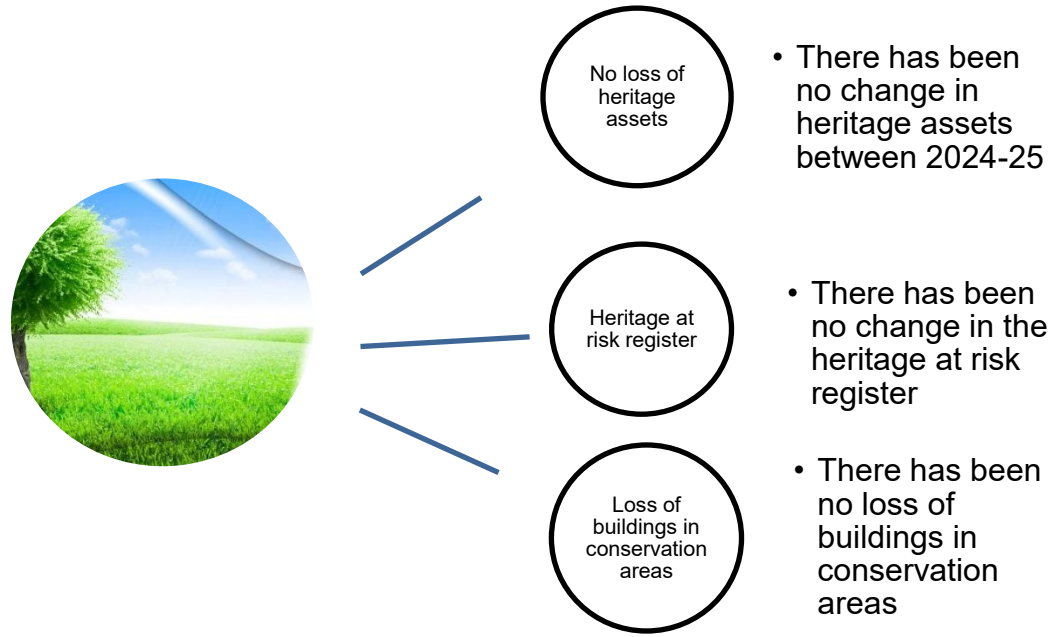 No loss of
heritage
assets
• There has been
no change in
heritage assets
between 2024-25
Heritage at
risk register
• There has been
no change in the
heritage at risk
register
Loss of
buildings in
conservation
areas
• There has been
no loss of
buildings in
conservation
areas